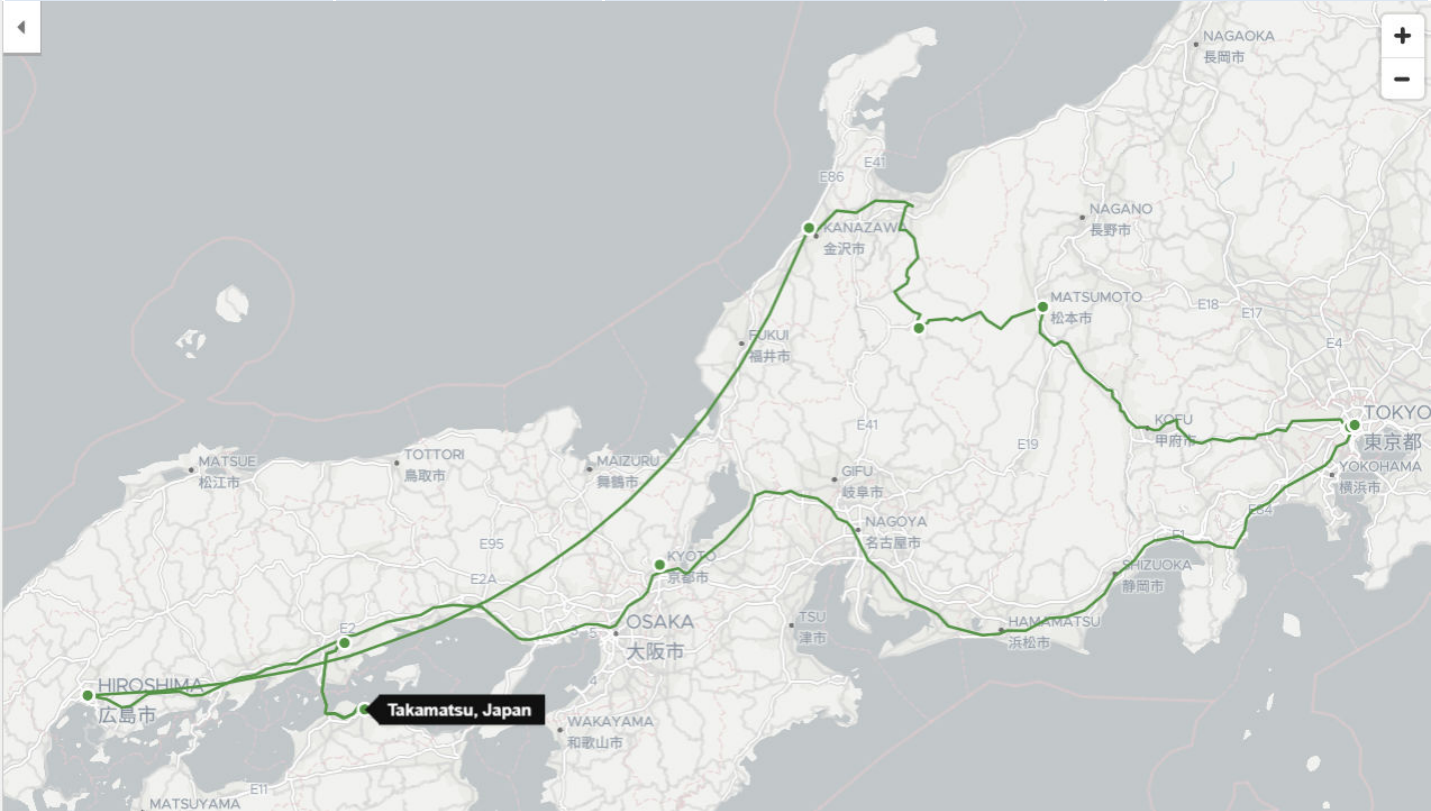 +
−
NAGAOKA
長岡市
E41
E86
NAGANO
長野市
KANAZAWA
金沢市
MATSUMOTO
松本市
E18
E17
FUKUI
福井市
E4
TOKYO
東京都
KOFU
甲府市
E41
E19
MATSUE
松江市
TOTTORI
鳥取市
MAIZURU
舞鶴市
GIFU
岐阜市
YOKOHAMA
横浜市
E84
NAGOYA
名古屋市
E1
E95
KYOTO
京都市
E2A
SHIZUOKA
静岡市
TSU
津市
HAMAMATSU
浜松市
E2
5
OSAKA
大阪市
HIROSHIMA
広島市
4
Takamatsu, Japan
WAKAYAMA
和歌山市
E11
MATSUYAMA